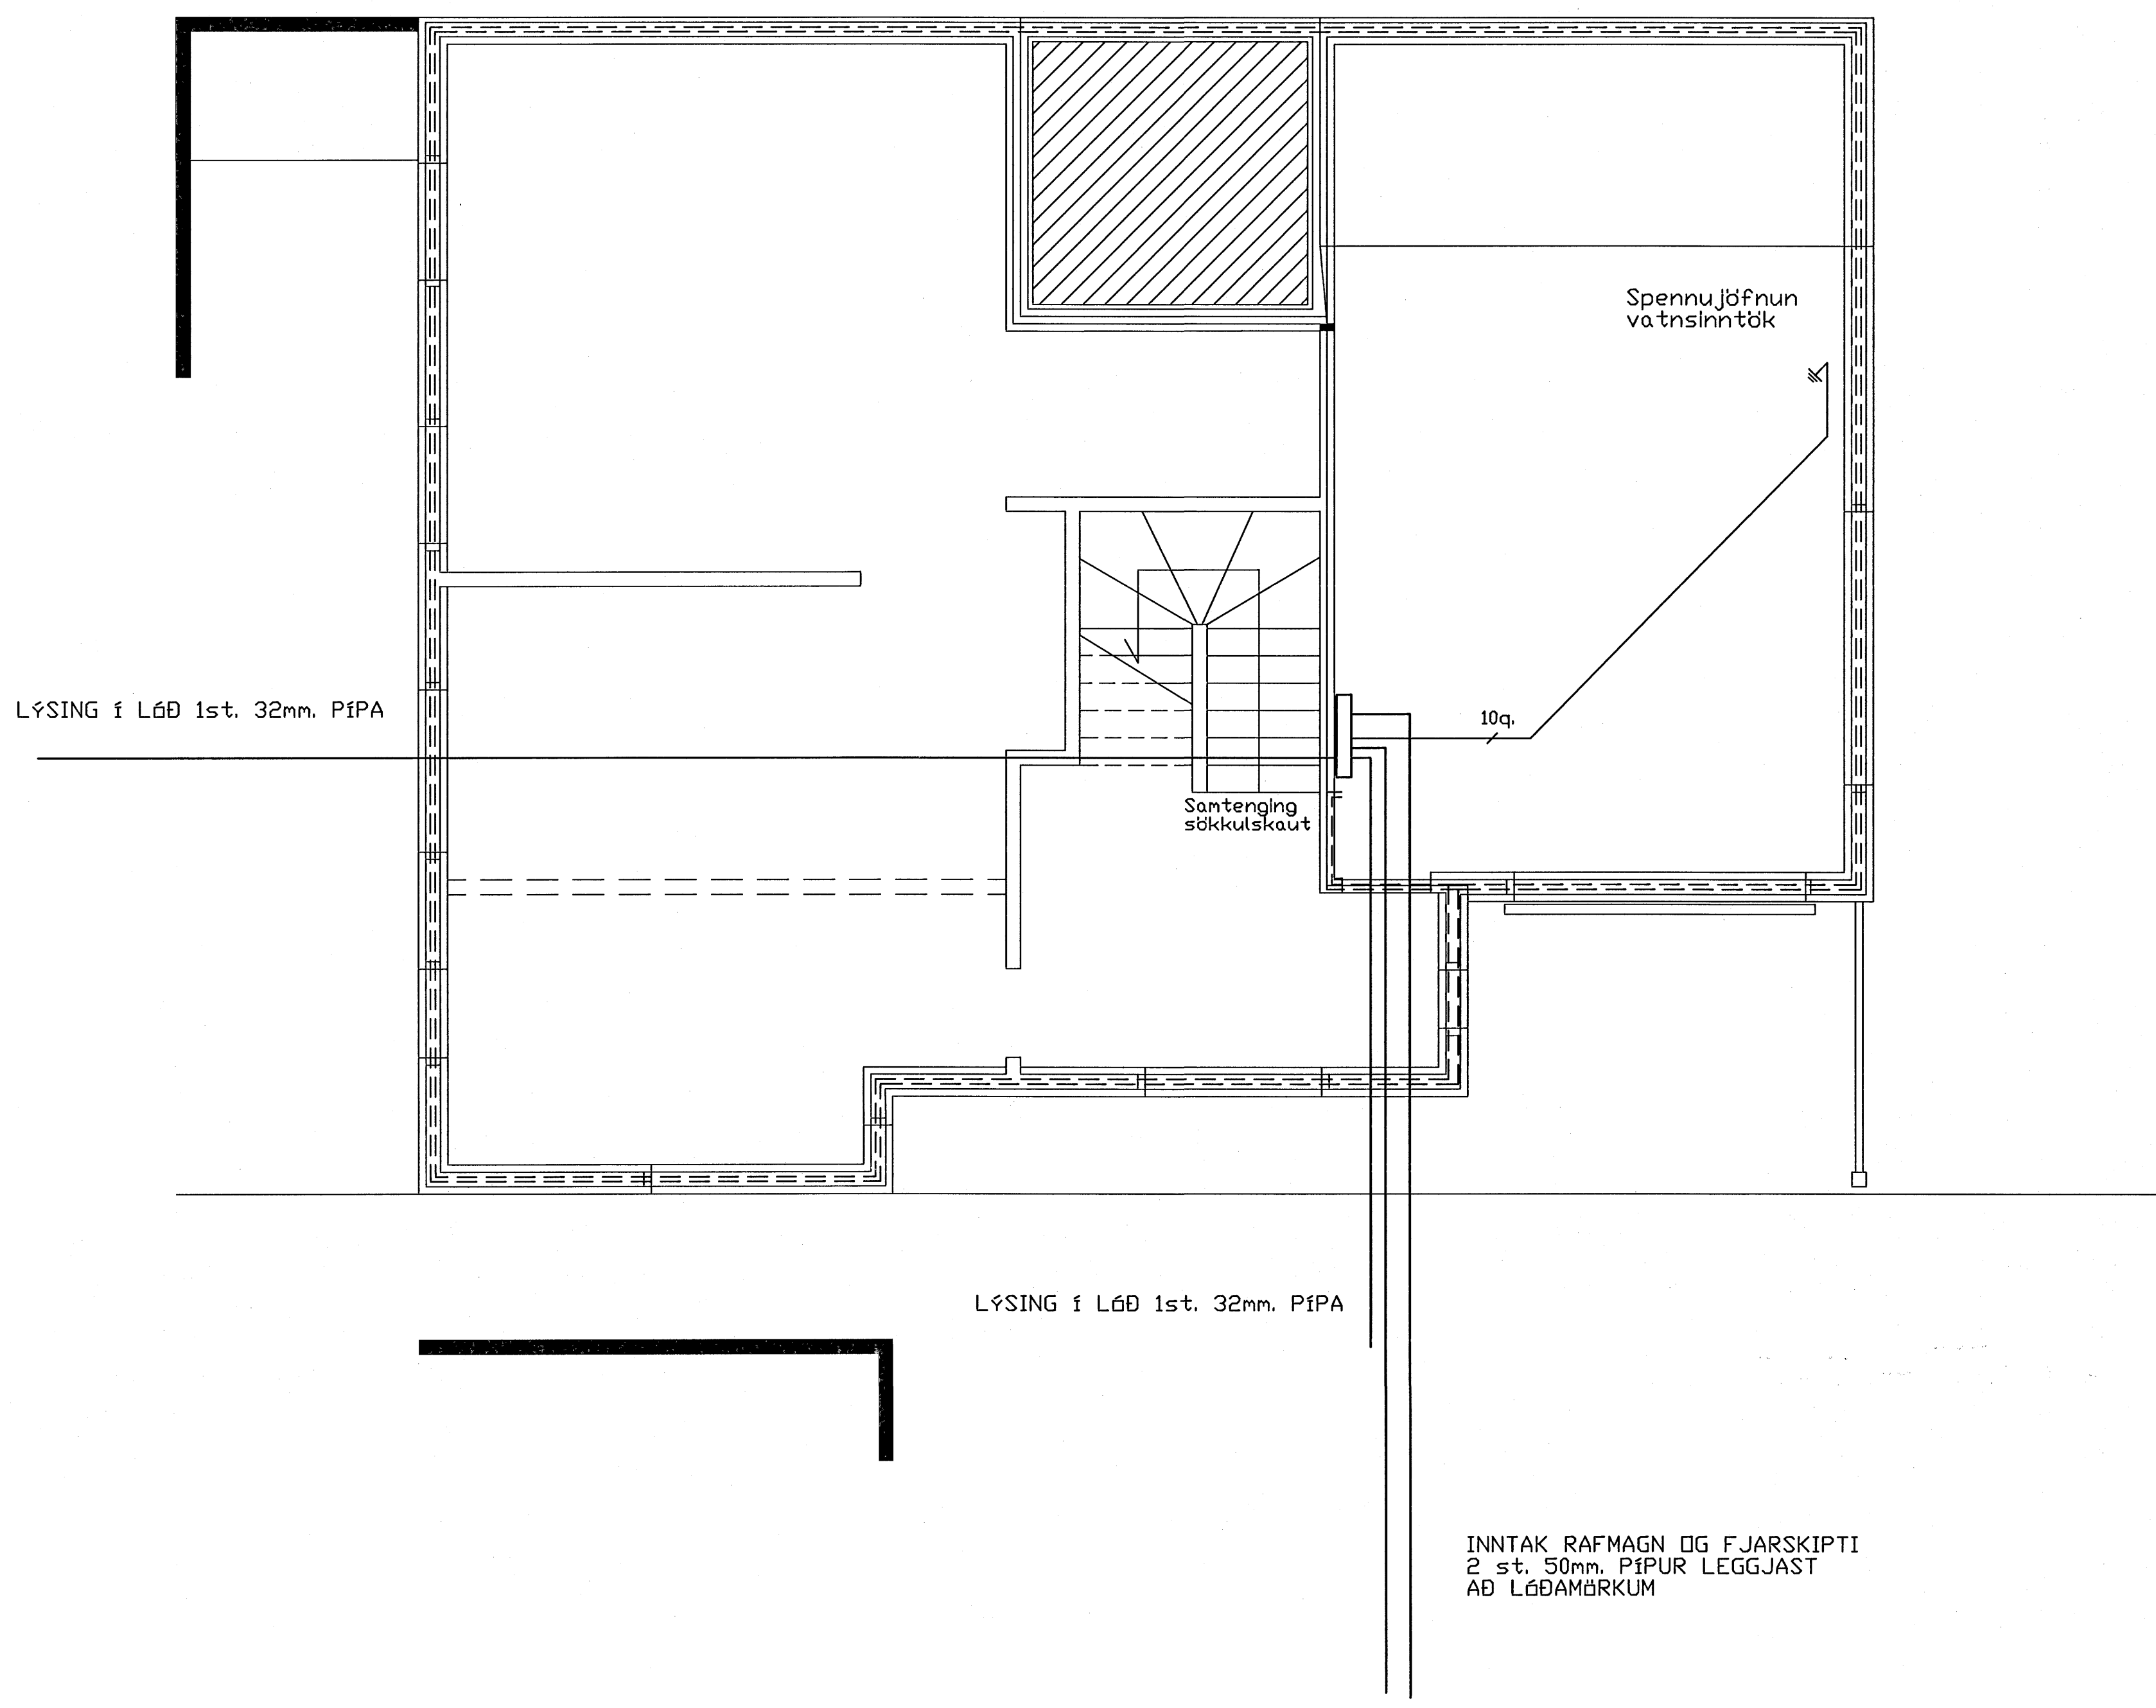 Spennujöfnun
vatnsinntök
LÝSING Í LÓÐ 1st. 32mm. PÍPA
10q.
Samtenging
sökkulskaut
LÝSING Í LÓÐ 1st. 32mm. PÍPA
INNTAK RAFMAGN OG FJARSKIPTI
2 st. 50mm. PÍPUR LEGGJAST
AÐ LÓÐAMÖRKUM